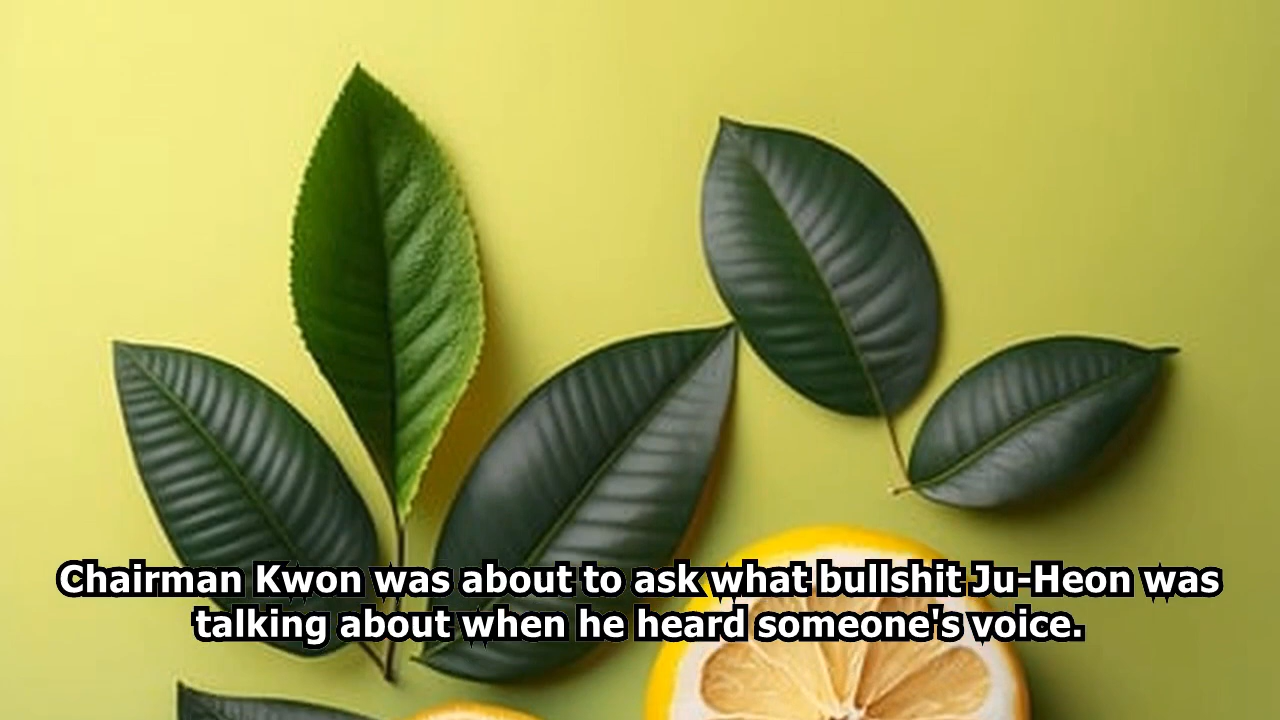 Chairman Kwon was about to ask what bullshit Ju-Heon was
talking about when he heard someone's voice.